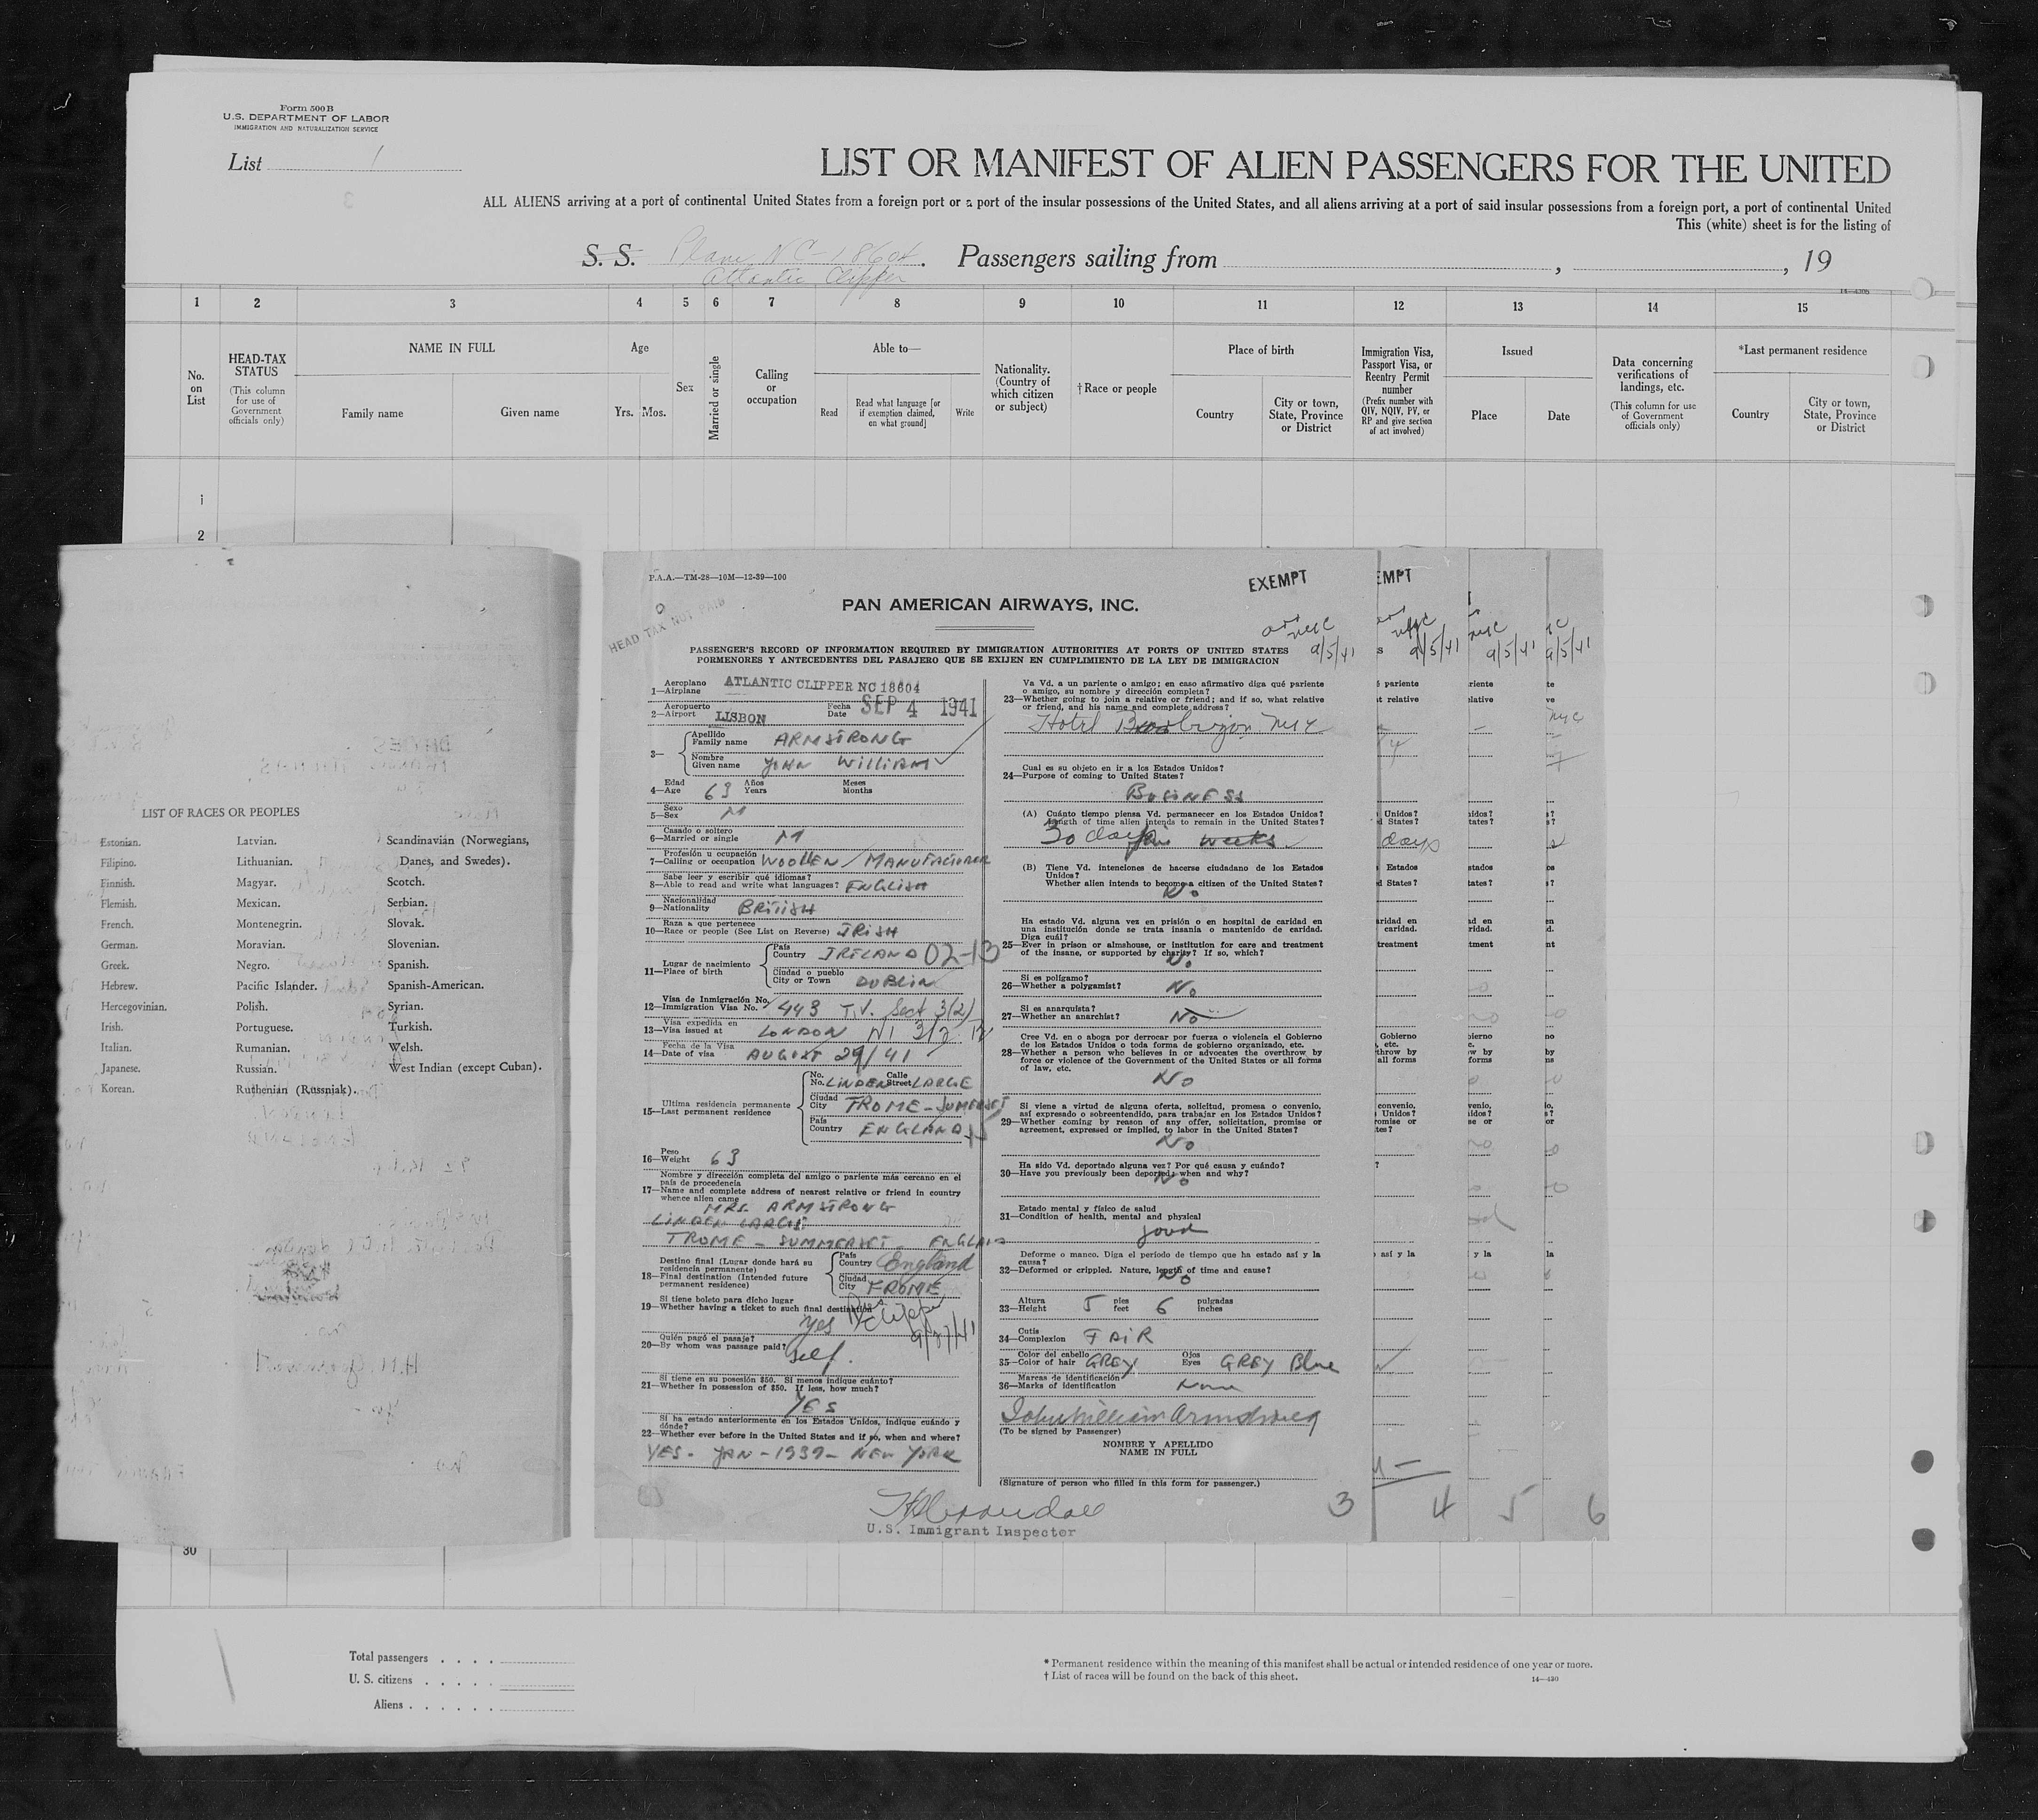 Form 500 B
U.S. DEPARTMENT OF LABOR
IMMIGRATION AND NATURALIZATION SERVICE
List 1
LIST OR MANIFEST OF ALIEN PASSENGERS FOR THE UNITED
ALL ALIENS arriving at a port of continental United States from a foreign port or a port of the insular possessions of the United States, and all aliens arriving at a port of said insular possessions from a foreign port, a port of continental United
This (white) sheet is for the listing of
S. S. Plane NC-18604. Passengers sailing from , , 19
Atlantic Clipper
14—4205
1 2 3 4 5 6 7 8 9 10 11 12 13 14 15
No. on List
HEAD-TAX STATUS
(This column for use of Government officials only)
NAME IN FULL
Family name
Given name
Age
Yrs. Mos.
Sex
Married or single
Calling or occupation
Able to—
Read
Read what language [or if exemption claimed, on what ground]
Write
Nationality. (Country of which citizen or subject)
†Race or people
Place of birth
Country
City or town, State, Province or District
Immigration Visa, Passport Visa, or Reentry Permit number
(Prefix number with QIV, NQIV, PV, or RP and give section of act involved)
Issued
Place
Date
Data concerning verifications of landings, etc.
(This column for use of Government officials only)
*Last permanent residence
Country
City or town, State, Province or District
1
2
LIST OF RACES OR PEOPLES
Estonian. Latvian. Scandinavian (Norwegians,
Filipino. Lithuanian. Danes, and Swedes).
Finnish. Magyar. Scotch.
Flemish. Mexican. Serbian.
French. Montenegrin. Slovak.
German. Moravian. Slovenian.
Greek. Negro. Spanish.
Hebrew. Pacific Islander. Spanish-American.
Hercegovinian. Polish. Syrian.
Irish. Portuguese. Turkish.
Italian. Rumanian. Welsh.
Japanese. Russian. West Indian (except Cuban).
Korean. Ruthenian (Russniak).
P.A.A.—TM-28—10M—12-39—100
EXEMPT
HEAD TAX NOT PAID
PAN AMERICAN AIRWAYS, INC.
arr nyc
9/5/41
PASSENGER'S RECORD OF INFORMATION REQUIRED BY IMMIGRATION AUTHORITIES AT PORTS OF UNITED STATES
PORMENORES Y ANTECEDENTES DEL PASAJERO QUE SE EXIJEN EN CUMPLIMIENTO DE LA LEY DE IMMIGRACION
Aeroplano
1—Airplane ATLANTIC CLIPPER NC 18604
Aeropuerto Fecha
2—Airport LISBON Date SEP 4 1941
Apellido
Family name ARMSTRONG
3—
Nombre
Given name JOHN WILLIAM
Edad Años Meses
4—Age 63 Years Months
Sexo
5—Sex M
Casado o soltero
6—Married or single M
Profesión u ocupación
7—Calling or occupation WOOLLEN MANUFACTURER
Sabe leer y escribir qué idiomas?
8—Able to read and write what languages? ENGLISH
Nacionalidad
9—Nationality BRITISH
Raza a que pertenece
10—Race or people (See List on Reverse) IRISH
País
Country IRELAND 02-13
Lugar de nacimiento
11—Place of birth
Ciudad o pueblo
City or Town DUBLIN
Visa de Inmigración No.
12—Immigration Visa No. 443 T.V. Sect 3(2)
Visa expedida en
13—Visa issued at LONDON
Fecha de la Visa
14—Date of visa AUGUST 29/41
No. Calle
No. LINDEN Street LARGE
Ultima residencia permanente
15—Last permanent residence
Ciudad
City FROME - SOMERSET
País
Country ENGLAND
Peso
16—Weight 63
Nombre y dirección completa del amigo o pariente más cercano en el
país de procedencia
17—Name and complete address of nearest relative or friend in country
whence alien came
MRS. ARMSTRONG
LINDEN LARGE
FROME - SUMMERSET ENGLAND
Destino final (Lugar donde hará su
residencia permanente)
18—Final destination (Intended future
permanent residence)
País
Country England
Ciudad
City FROME
Si tiene boleto para dicho lugar
19—Whether having a ticket to such final destination
Yes Clipper
9/27/41
Quién pagó el pasaje?
20—By whom was passage paid? Self.
Si tiene en su posesión $50. Si menos indique cuánto?
21—Whether in possession of $50. If less, how much?
YES
Si ha estado anteriormente en los Estados Unidos, indique cuándo y
dónde?
22—Whether ever before in the United States and if so, when and where?
YES - JAN - 1939 - NEW YORK
Va Vd. a un pariente o amigo; en caso afirmativo diga qué pariente
o amigo, su nombre y dirección completa?
23—Whether going to join a relative or friend; and if so, what relative
or friend, and his name and complete address?
Hotel NYC
Cual es su objeto en ir a los Estados Unidos?
24—Purpose of coming to United States?
BUSINESS
(A) Cuánto tiempo piensa Vd. permanecer en los Estados Unidos?
Length of time alien intends to remain in the United States?
30 days weeks
(B) Tiene Vd. intenciones de hacerse ciudadano de los Estados
Unidos?
Whether alien intends to become a citizen of the United States?
No
Ha estado Vd. alguna vez en prisión o en hospital de caridad en
una institución donde se trata insania o mantenido de caridad.
Diga cuál?
25—Ever in prison or almshouse, or institution for care and treatment
of the insane, or supported by charity? If so, which?
No
Si es polígamo?
26—Whether a polygamist? No
Si es anarquista?
27—Whether an anarchist? No
Cree Vd. en o aboga por derrocar por fuerza o violencia el Gobierno
de los Estados Unidos o toda forma de gobierno organizado, etc.
28—Whether a person who believes in or advocates the overthrow by
force or violence of the Government of the United States or all forms
of law, etc.
No
Si viene a virtud de alguna oferta, solicitud, promesa o convenio,
así expresado o sobreentendido, para trabajar en los Estados Unidos?
29—Whether coming by reason of any offer, solicitation, promise or
agreement, expressed or implied, to labor in the United States?
No
Ha sido Vd. deportado alguna vez? Por qué causa y cuándo?
30—Have you previously been deported, when and why?
No
Estado mental y físico de salud
31—Condition of health, mental and physical
good
Deforme o manco. Diga el período de tiempo que ha estado así y la
causa?
32—Deformed or crippled. Nature, length of time and cause?
No
Altura pies pulgadas
33—Height 5 feet 6 inches
Cutis
34—Complexion FAIR
Color del cabello Ojos
35—Color of hair GREY Eyes GREY Blue
Marcas de identificación
36—Marks of identification None
John William Armstrong
(To be signed by Passenger)
NOMBRE Y APELLIDO
NAME IN FULL
(Signature of person who filled in this form for passenger.)
U.S. Immigrant Inspector
3 4 5 6
30
Total passengers . . . .
U. S. citizens . . . . .
Aliens . . . . . .
* Permanent residence within the meaning of this manifest shall be actual or intended residence of one year or more.
† List of races will be found on the back of this sheet.
14—430